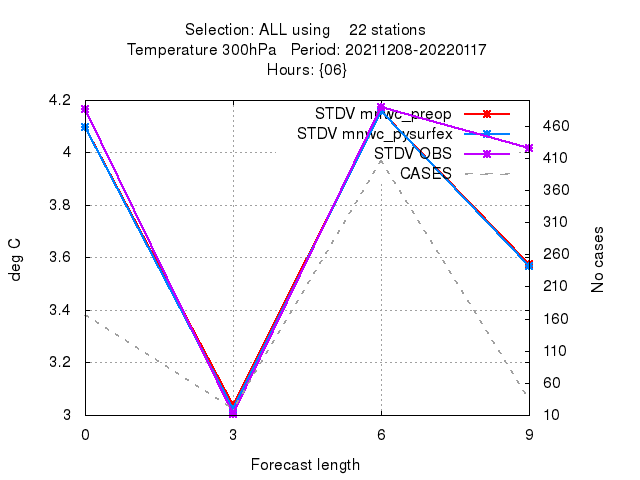 Selection: ALL using    22 stations
Temperature 300hPa   Period: 20211208-20220117
Hours: {06}
STDV mnwc_preop
STDV mnwc_pysurfex
STDV OBS
CASES
4.2
4
3.8
3.6
3.4
3.2
3
460
410
360
310
260
210
160
110
60
10
deg C
No cases
0 3 6 9
Forecast length